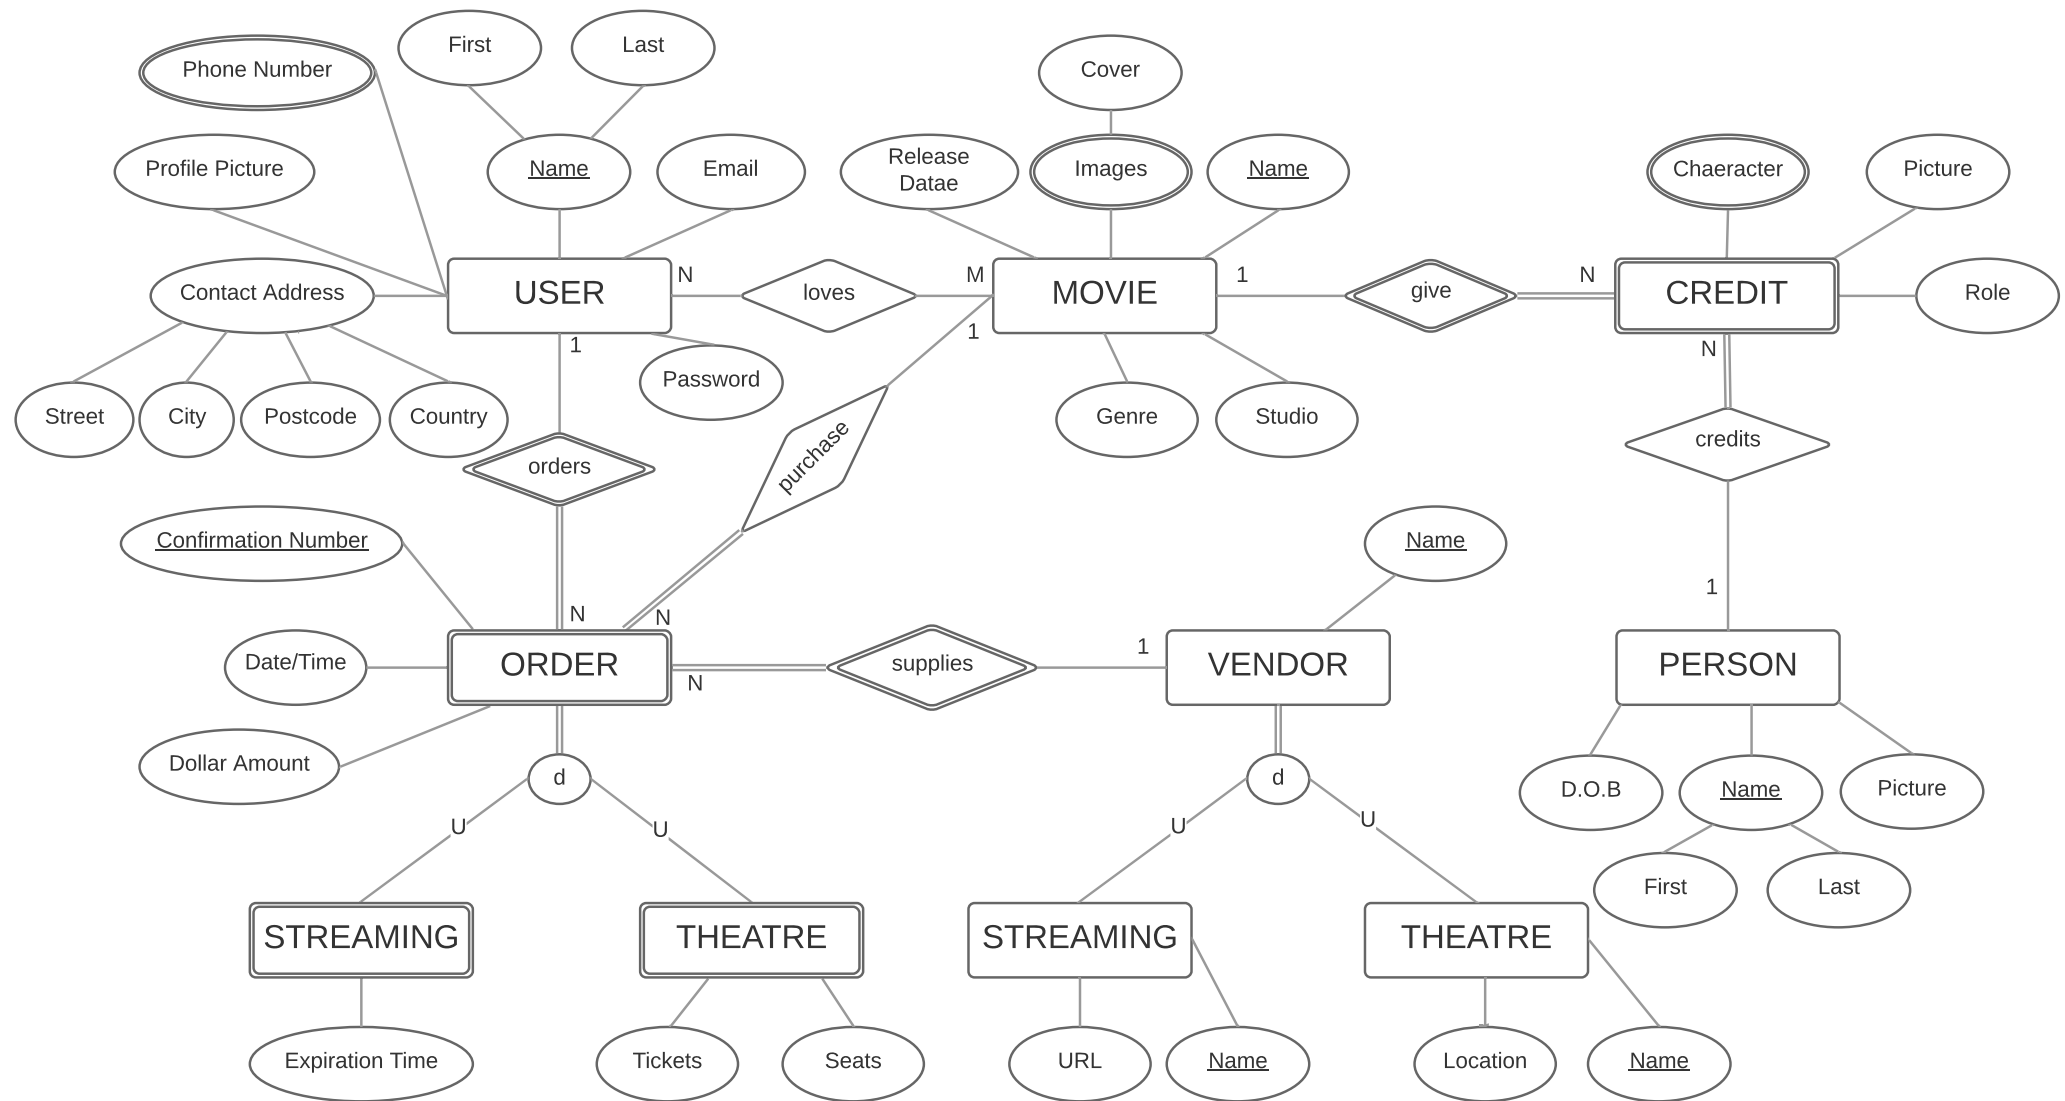 First
Last
Phone Number
Cover
Profile Picture
Name
Email
Release
Datae
Images
Name
Chaeracter
Picture
Contact Address
USER
N
loves
M
MOVIE
1
give
N
CREDIT
Role
1
1
N
Password
Street
City
Postcode
Country
Genre
Studio
orders
purchase
credits
Confirmation Number
Name
1
N
N
ORDER
N
supplies
1
VENDOR
PERSON
Date/Time
Dollar Amount
d
d
D.O.B
Name
Picture
U
U
U
U
First
Last
STREAMING
THEATRE
STREAMING
THEATRE
Expiration Time
Tickets
Seats
URL
Name
Location
Name